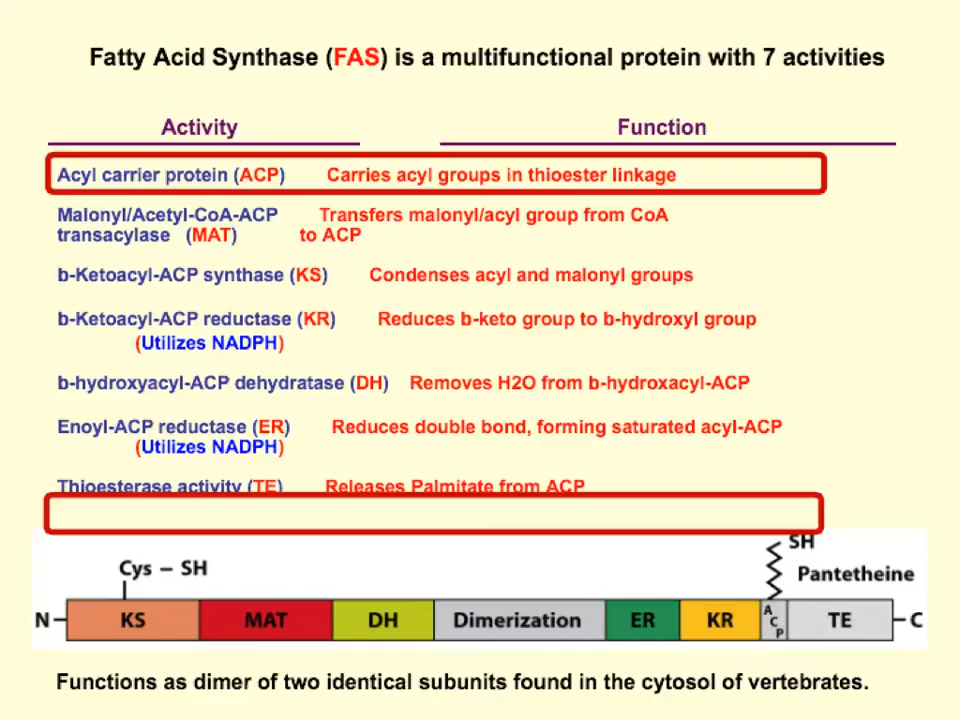 Fatty Acid Synthase (FAS) is a multifunctional protein with 7 activities
Activity Function
Acyl carrier protein (ACP) Carries acyl groups in thioester linkage
Malonyl/Acetyl-CoA-ACP Transfers malonyl/acyl group from CoA
transacylase (MAT) to ACP
b-Ketoacyl-ACP synthase (KS) Condenses acyl and malonyl groups
b-Ketoacyl-ACP reductase (KR) Reduces b-keto group to b-hydroxyl group
(Utilizes NADPH)
b-hydroxyacyl-ACP dehydratase (DH) Removes H2O from b-hydroxacyl-ACP
Enoyl-ACP reductase (ER) Reduces double bond, forming saturated acyl-ACP
(Utilizes NADPH)
Thioesterase activity (TE) Releases Palmitate from ACP
SH
Cys – SH Pantetheine
N KS MAT DH Dimerization ER KR ACP TE C
Functions as dimer of two identical subunits found in the cytosol of vertebrates.